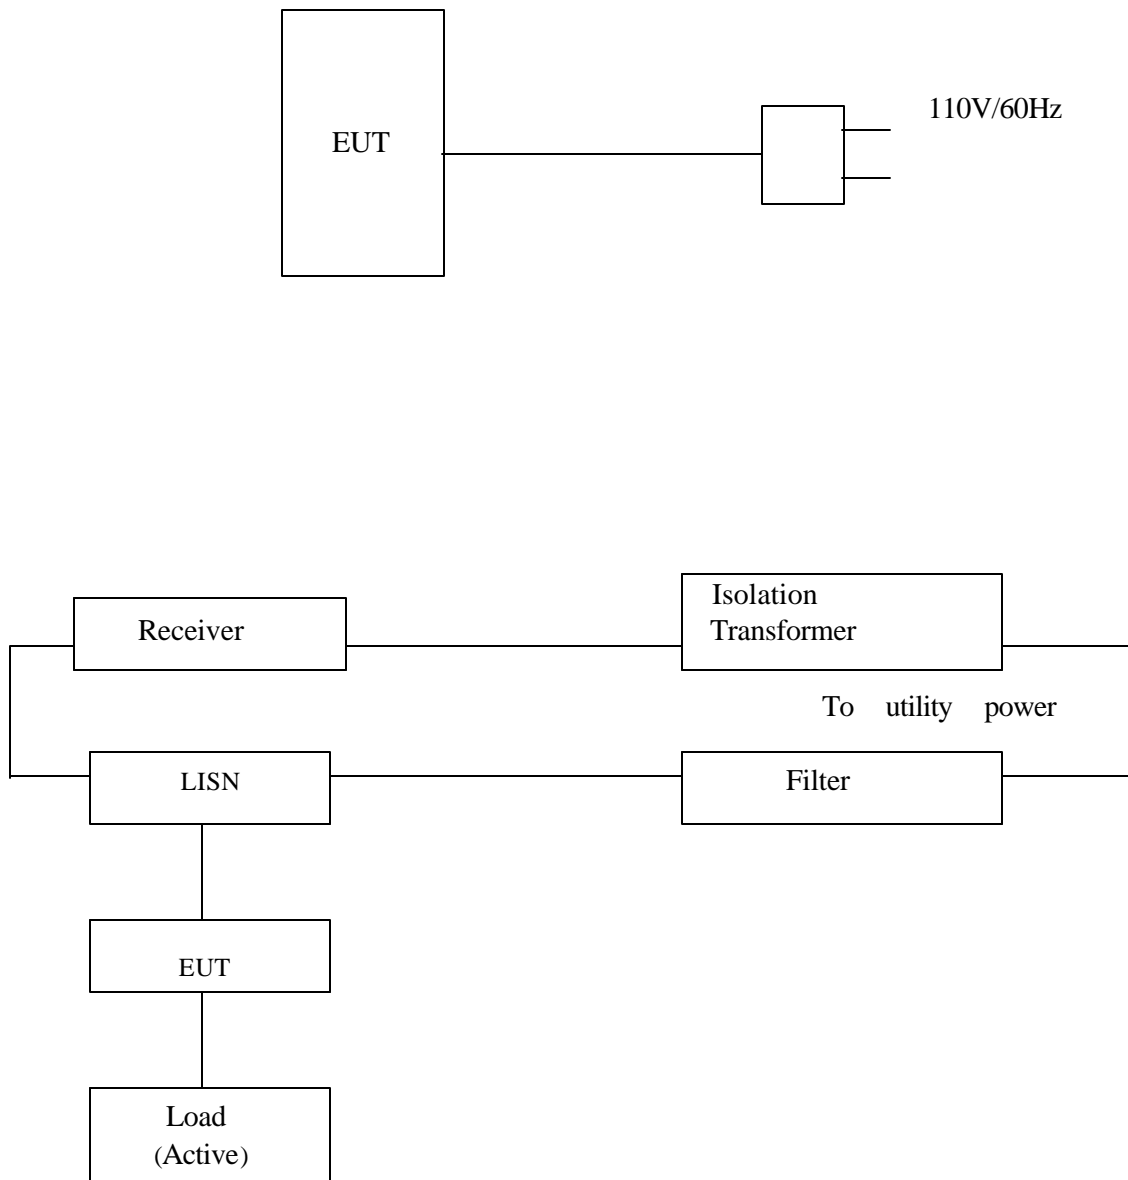 110V/60Hz
EUT
Isolation
Transformer
Receiver
To utility power
LISN
Filter
EUT
Load
(Active)